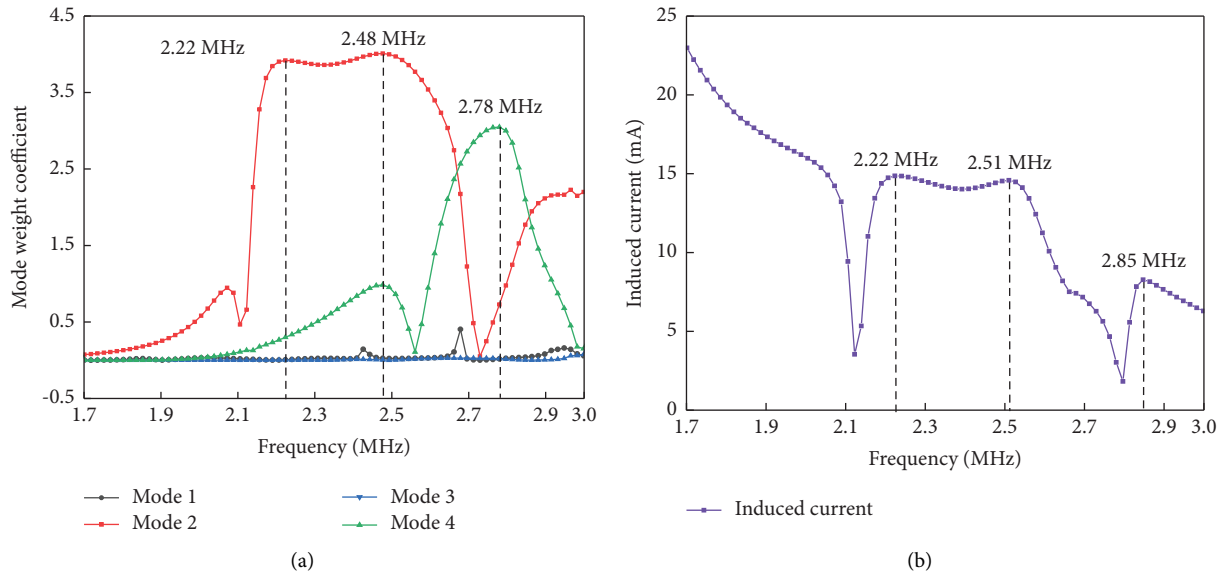 4.5
3.5
2.5
1.5
0.5
-0.5
Mode weight coefficient
2.22 MHz
2.48 MHz
2.78 MHz
1.7 1.9 2.1 2.3 2.5 2.7 2.9 3.0
Frequency (MHz)
Mode 1
Mode 2
Mode 3
Mode 4
(a)
25
20
15
10
5
0
Induced current (mA)
2.22 MHz
2.51 MHz
2.85 MHz
1.7 1.9 2.1 2.3 2.5 2.7 2.9 3.0
Frequency (MHz)
Induced current
(b)